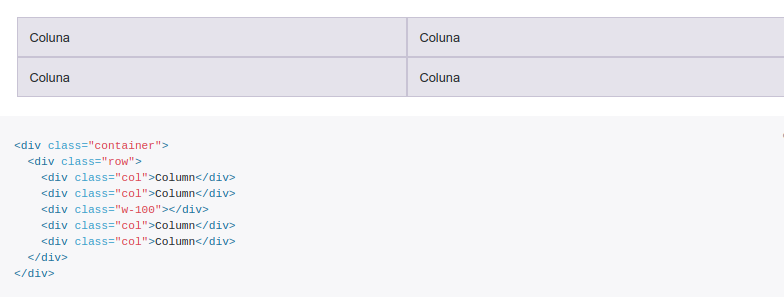 Coluna Coluna
Coluna Coluna
<div class="container">
  <div class="row">
    <div class="col">Column</div>
    <div class="col">Column</div>
    <div class="w-100"></div>
    <div class="col">Column</div>
    <div class="col">Column</div>
  </div>
</div>